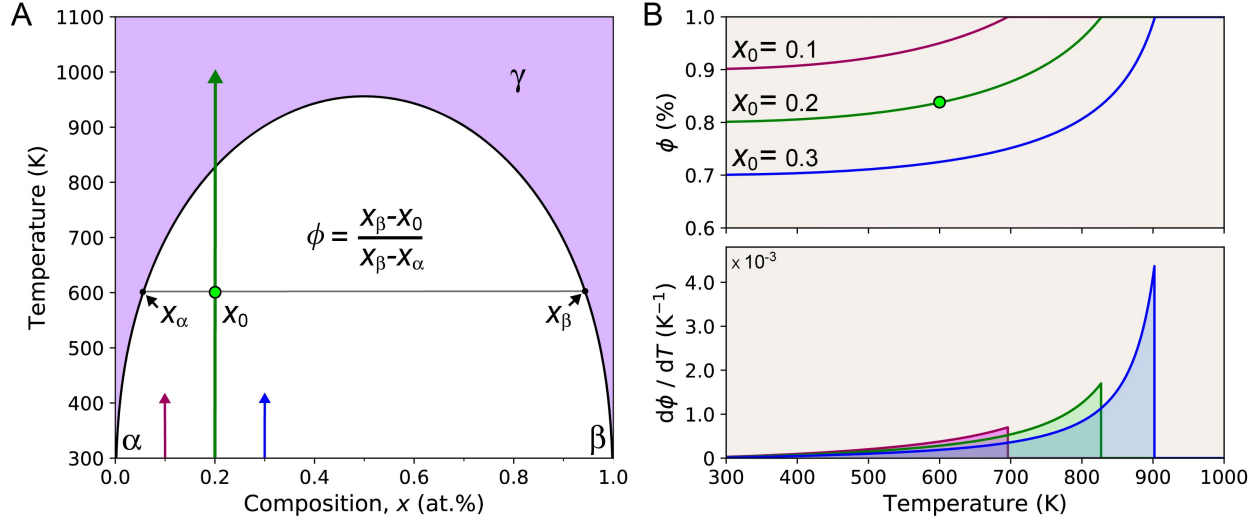 A
1100
1000
900
800
700
600
500
400
300
Temperature (K)
γ
ϕ = xβ-x0 / xβ-xα
xα
x0
xβ
α
β
0.0 0.2 0.4 0.6 0.8 1.0
Composition, x (at.%)
B
1.0
0.9
0.8
0.7
0.6
ϕ (%)
x0= 0.1
x0= 0.2
x0= 0.3
x 10-3
4.0
3.0
2.0
1.0
0
dϕ / dT (K−1)
300 400 500 600 700 800 900 1000
Temperature (K)